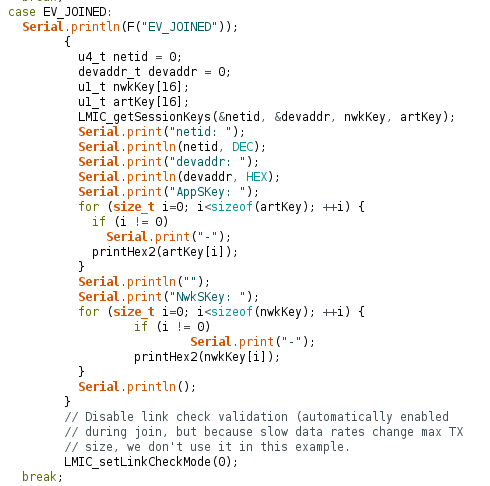 case EV_JOINED:
  Serial.println(F("EV_JOINED"));
        {
          u4_t netid = 0;
          devaddr_t devaddr = 0;
          u1_t nwkKey[16];
          u1_t artKey[16];
          LMIC_getSessionKeys(&netid, &devaddr, nwkKey, artKey);
          Serial.print("netid: ");
          Serial.println(netid, DEC);
          Serial.print("devaddr: ");
          Serial.println(devaddr, HEX);
          Serial.print("AppSKey: ");
          for (size_t i=0; i<sizeof(artKey); ++i) {
            if (i != 0)
              Serial.print("-");
            printHex2(artKey[i]);
          }
          Serial.println("");
          Serial.print("NwkSKey: ");
          for (size_t i=0; i<sizeof(nwkKey); ++i) {
                  if (i != 0)
                          Serial.print("-");
                  printHex2(nwkKey[i]);
          }
          Serial.println();
        }
        // Disable link check validation (automatically enabled
        // during join, but because slow data rates change max TX
        // size, we don't use it in this example.
        LMIC_setLinkCheckMode(0);
  break;